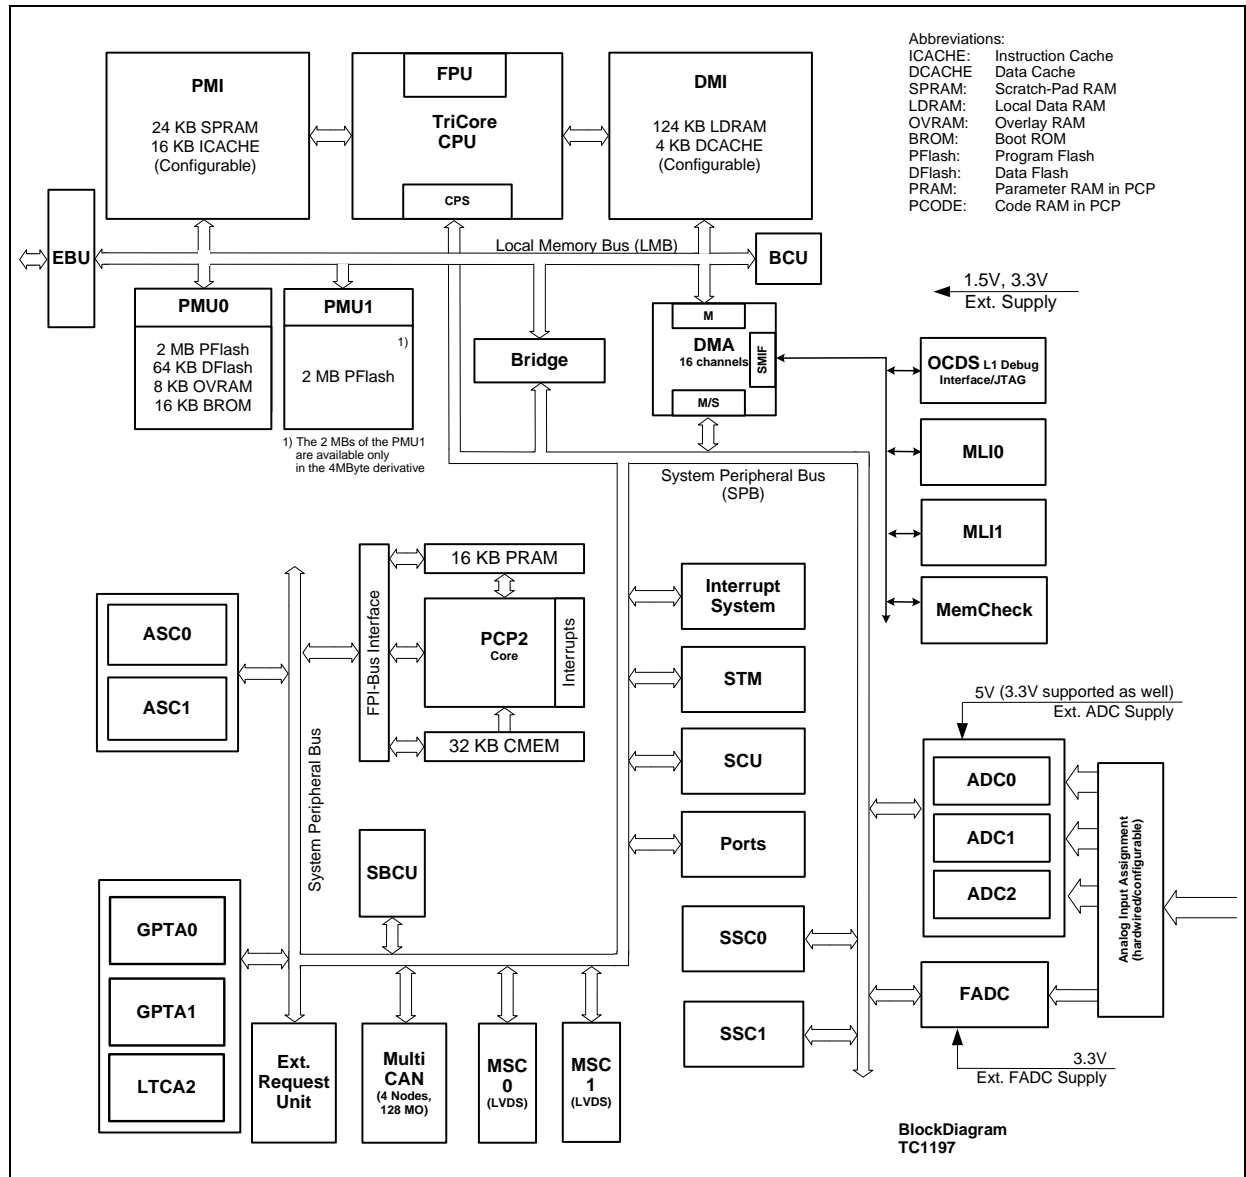 Abbreviations:
ICACHE: Instruction Cache
DCACHE Data Cache
SPRAM: Scratch-Pad RAM
LDRAM: Local Data RAM
OVRAM: Overlay RAM
BROM: Boot ROM
PFlash: Program Flash
DFlash: Data Flash
PRAM: Parameter RAM in PCP
PCODE: Code RAM in PCP
PMI
24 KB SPRAM
16 KB ICACHE
(Configurable)
FPU
TriCore
CPU
CPS
DMI
124 KB LDRAM
4 KB DCACHE
(Configurable)
EBU
Local Memory Bus (LMB)
BCU
1.5V, 3.3V
Ext. Supply
PMU0
2 MB PFlash
64 KB DFlash
8 KB OVRAM
16 KB BROM
PMU1
1)
2 MB PFlash
1) The 2 MBs of the PMU1
are available only
in the 4MByte derivative
Bridge
M
DMA
16 channels
SMIF
M/S
OCDS L1 Debug
Interface/JTAG
MLI0
MLI1
MemCheck
System Peripheral Bus
(SPB)
FPI-Bus Interface
16 KB PRAM
PCP2
Core
Interrupts
32 KB CMEM
Interrupt
System
STM
SCU
Ports
SSC0
SSC1
ASC0
ASC1
System Peripheral Bus
SBCU
GPTA0
GPTA1
LTCA2
Ext.
Request
Unit
Multi
CAN
(4 Nodes,
128 MO)
MSC
0
(LVDS)
MSC
1
(LVDS)
5V (3.3V supported as well)
Ext. ADC Supply
ADC0
ADC1
ADC2
Analog Input Assignment
(hardwired/configurable)
FADC
3.3V
Ext. FADC Supply
BlockDiagram
TC1197